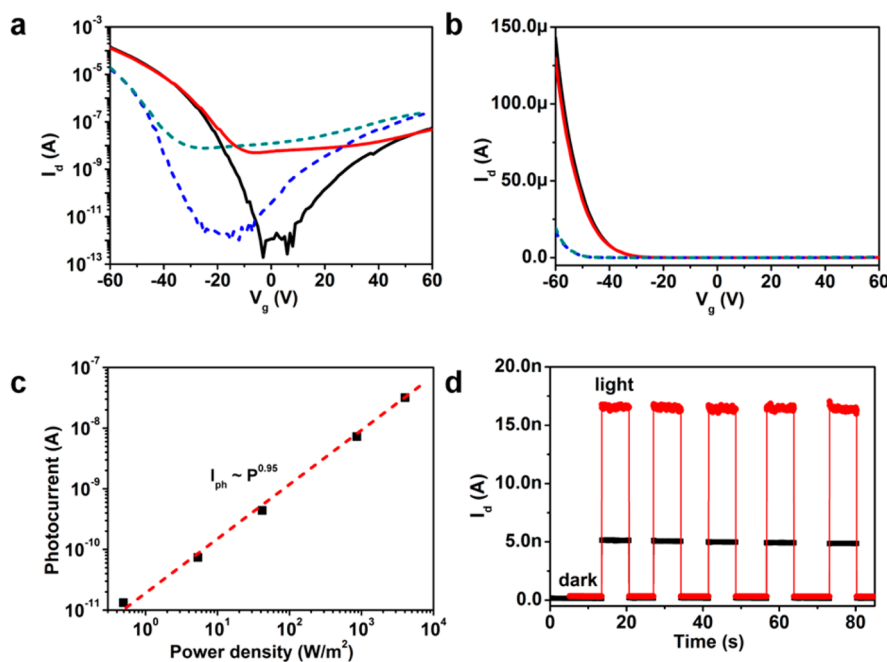 a
10⁻³
10⁻⁵
10⁻⁷
10⁻⁹
10⁻¹¹
10⁻¹³
I_d (A)
-60 -40 -20 0 20 40 60
V_g (V)
b
150.0μ
100.0μ
50.0μ
0.0
I_d (A)
-60 -40 -20 0 20 40 60
V_g (V)
c
10⁻⁷
10⁻⁸
10⁻⁹
10⁻¹⁰
10⁻¹¹
Photocurrent (A)
I_ph ~ P^0.95
10⁰ 10¹ 10² 10³ 10⁴
Power density (W/m²)
d
20.0n
15.0n
10.0n
5.0n
0.0
I_d (A)
light
dark
0 20 40 60 80
Time (s)